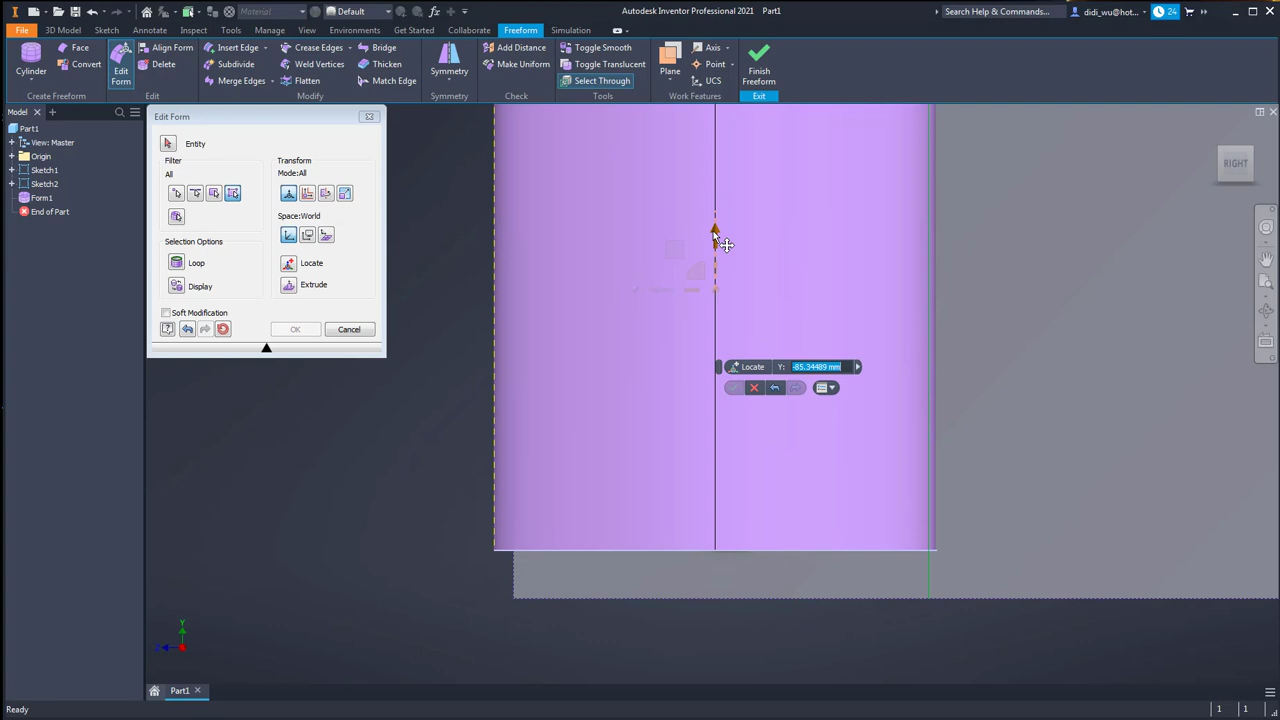 Material
Default
Autodesk Inventor Professional 2021 Part1
Search Help & Commands...
didi_wu@hot...
24
File
3D Model
Sketch
Annotate
Inspect
Tools
Manage
View
Environments
Get Started
Collaborate
Freeform
Simulation
Cylinder
Face
Convert
Create Freeform
Edit Form
Align Form
Delete
Edit
Insert Edge
Subdivide
Merge Edges
Crease Edges
Weld Vertices
Flatten
Bridge
Thicken
Match Edge
Modify
Symmetry
Symmetry
Add Distance
Make Uniform
Check
Toggle Smooth
Toggle Translucent
Select Through
Tools
Plane
Axis
Point
UCS
Work Features
Finish Freeform
Exit
Model
Part1
View: Master
Origin
Sketch1
Sketch2
Form1
End of Part
Edit Form
Entity
Filter
All
Transform
Mode:All
Space:World
Selection Options
Loop
Display
Locate
Extrude
Soft Modification
OK
Cancel
RIGHT
Locate Y: -85.34489 mm
Y
Z
Part1
Ready
1 1